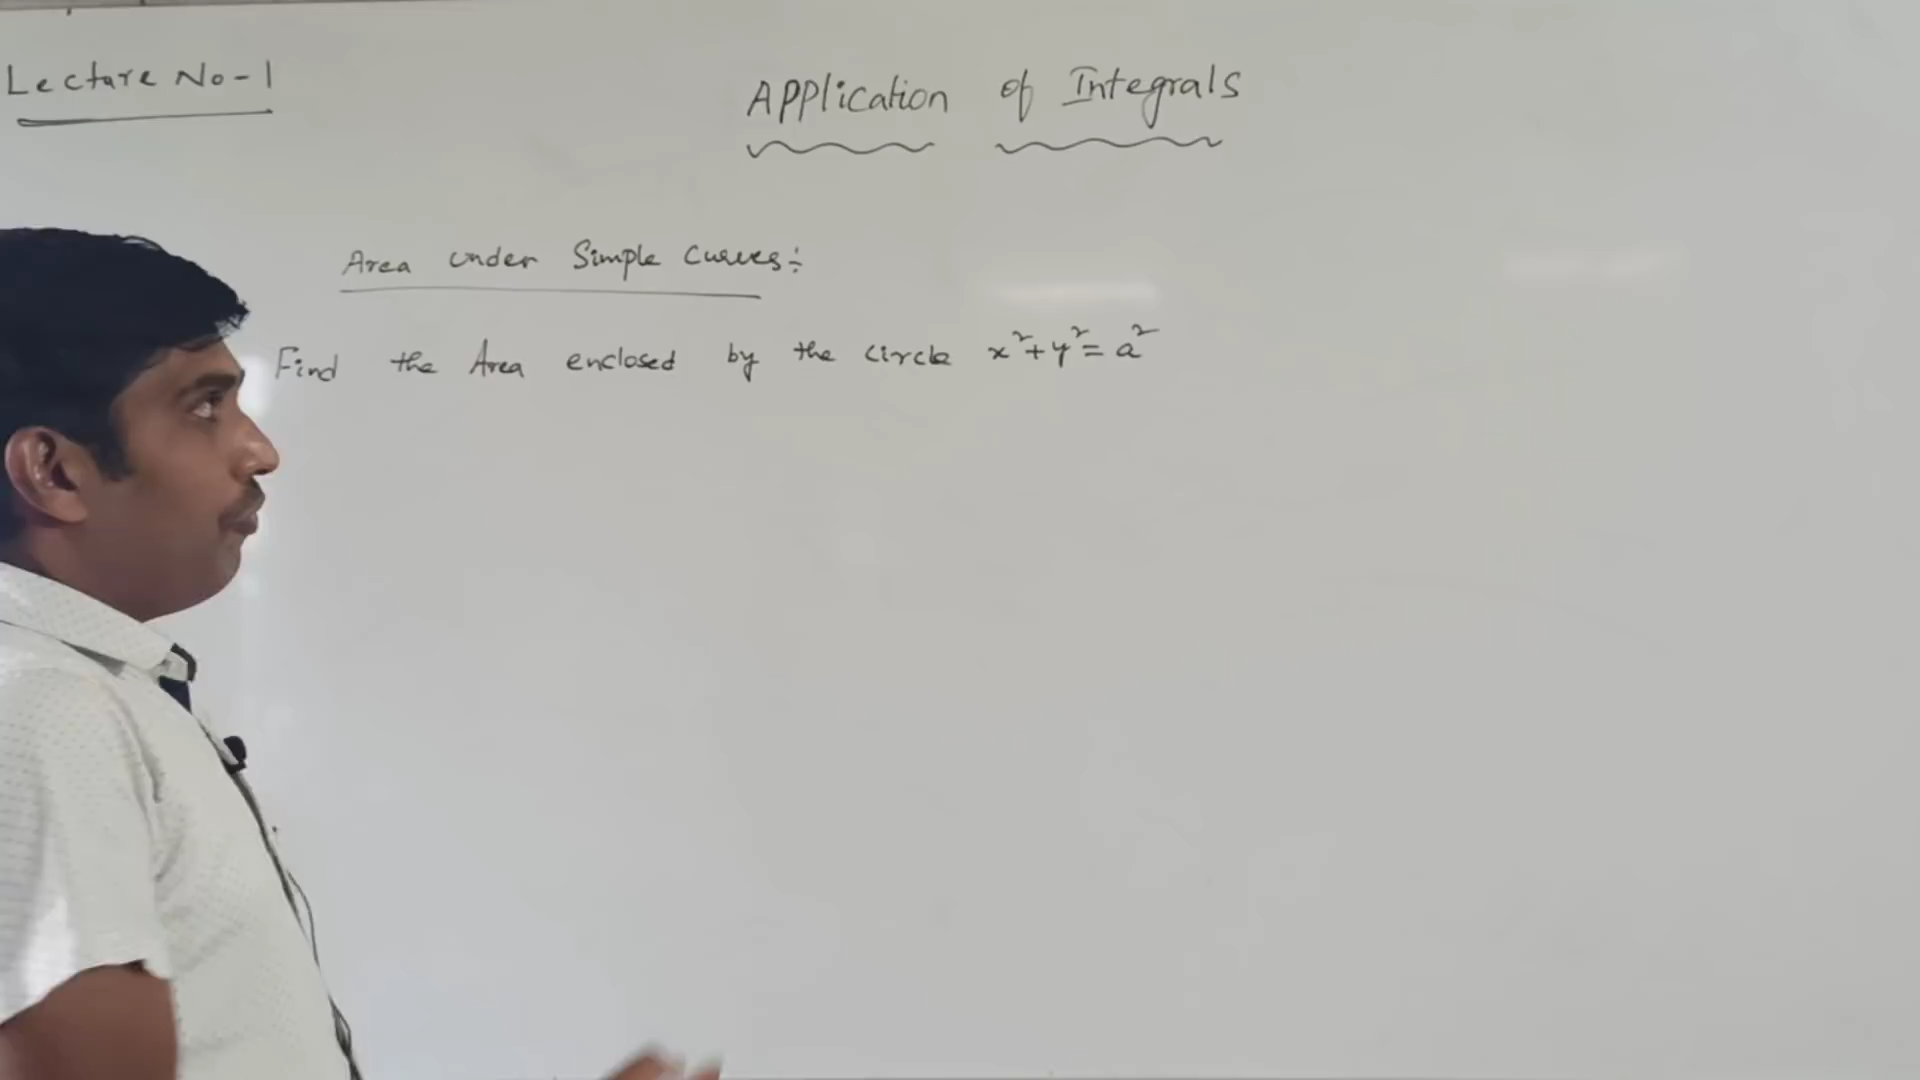 Lecture No-1
Application of Integrals
Area under Simple Curves÷
Find the Area enclosed by the circle x²+y²= a²